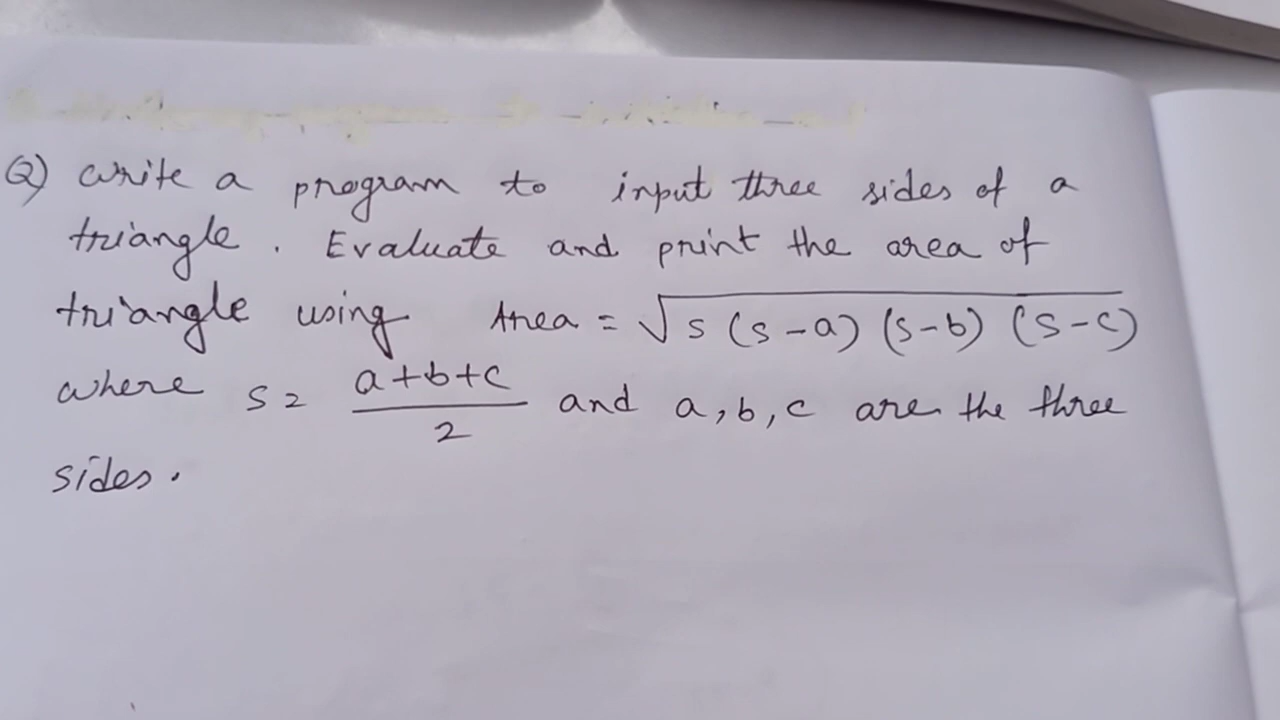 Q) write a program to input three sides of a
triangle. Evaluate and print the area of
triangle using Area = √s(s-a)(s-b)(s-c)
where s = a+b+c/2 and a, b, c are the three
sides.